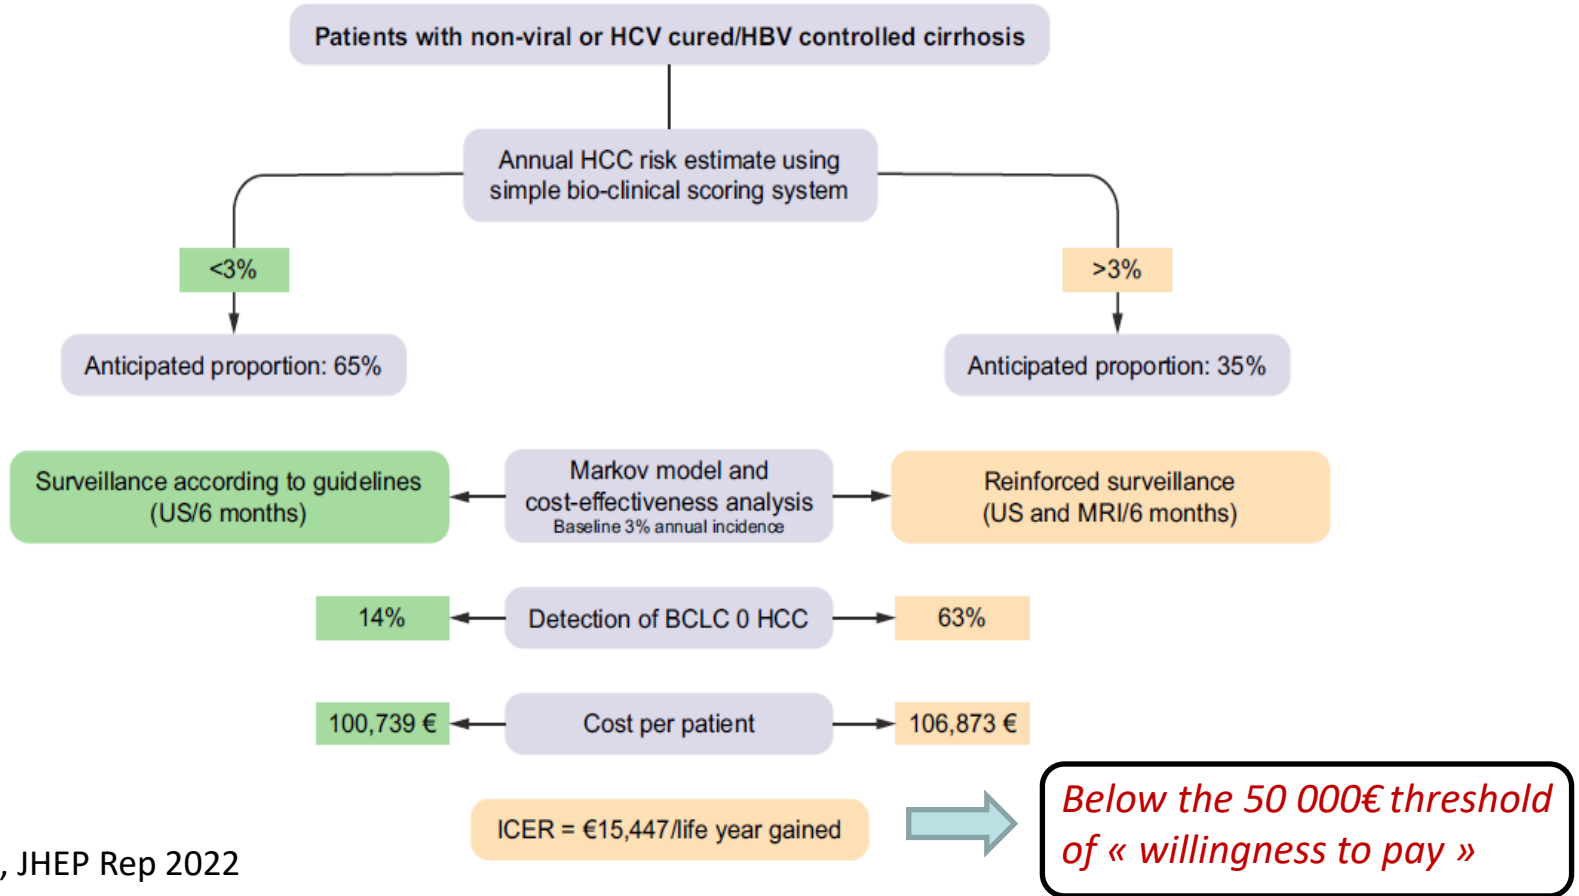 Patients with non-viral or HCV cured/HBV controlled cirrhosis
Annual HCC risk estimate using
simple bio-clinical scoring system
<3%
>3%
Anticipated proportion: 65%
Anticipated proportion: 35%
Surveillance according to guidelines
(US/6 months)
Markov model and
cost-effectiveness analysis
Baseline 3% annual incidence
Reinforced surveillance
(US and MRI/6 months)
14%
Detection of BCLC 0 HCC
63%
100,739 €
Cost per patient
106,873 €
ICER = €15,447/life year gained
Below the 50 000€ threshold
of « willingness to pay »
, JHEP Rep 2022